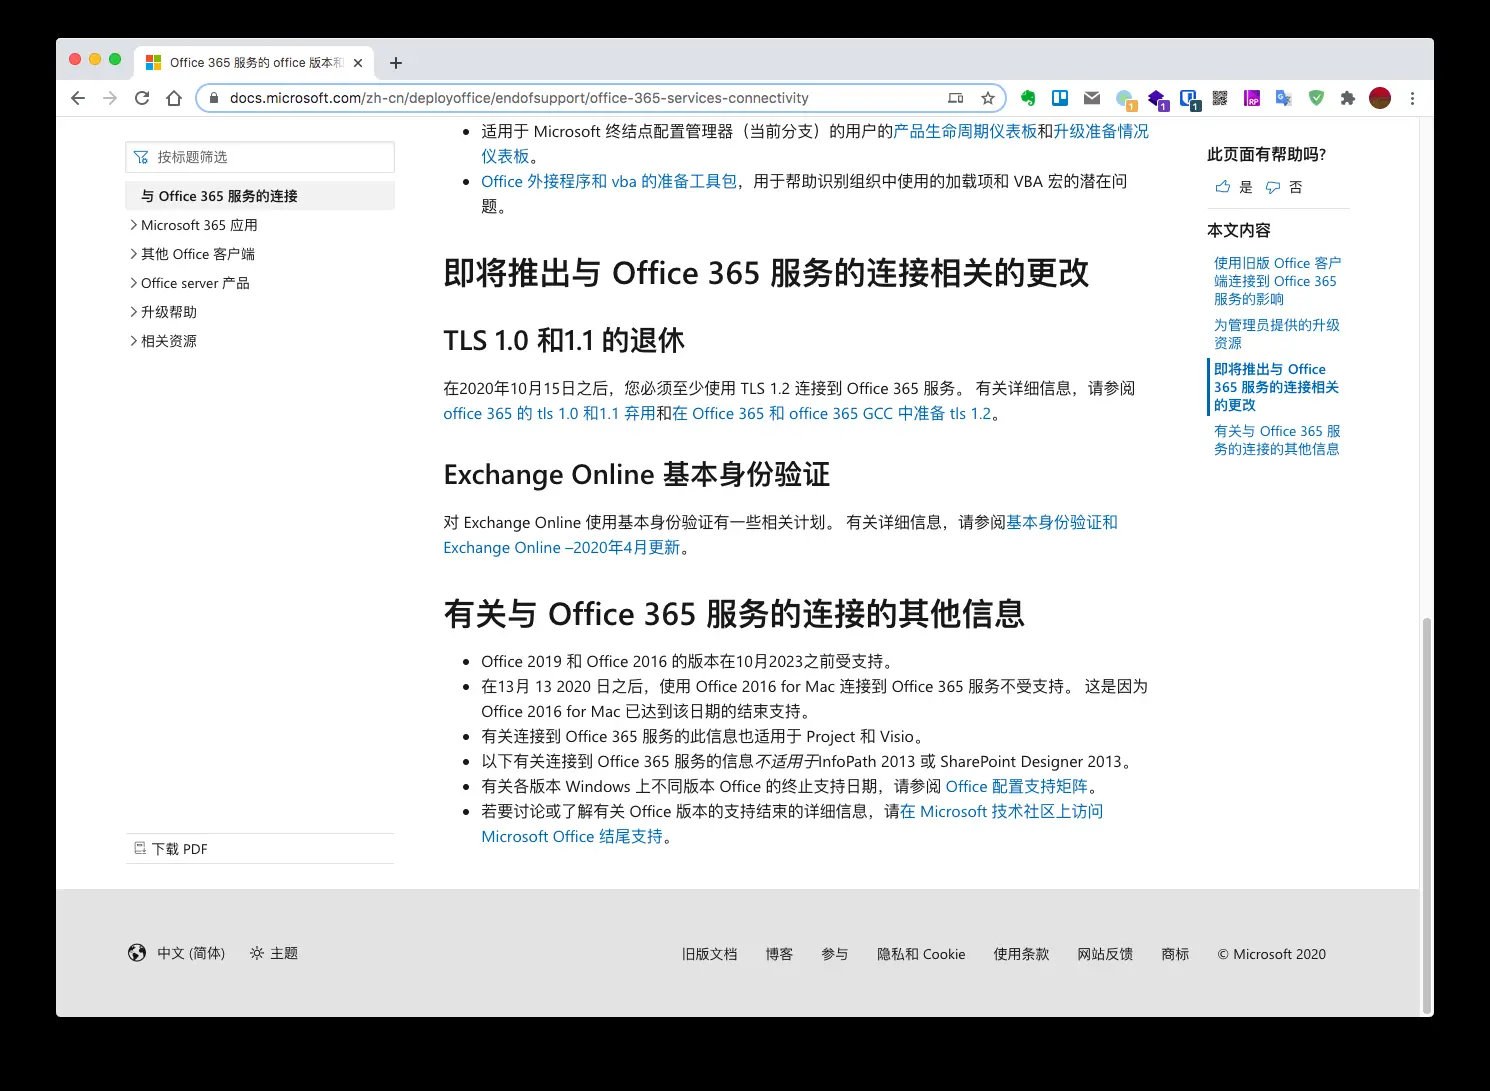 Office 365 服务的 office 版本和
docs.microsoft.com/zh-cn/deployoffice/endofsupport/office-365-services-connectivity
1
1
1
RP
按标题筛选
与 Office 365 服务的连接
Microsoft 365 应用
其他 Office 客户端
Office server 产品
升级帮助
相关资源
下载 PDF
适用于 Microsoft 终结点配置管理器（当前分支）的用户的产品生命周期仪表板和升级准备情况
仪表板。
Office 外接程序和 vba 的准备工具包，用于帮助识别组织中使用的加载项和 VBA 宏的潜在问
题。
即将推出与 Office 365 服务的连接相关的更改
TLS 1.0 和1.1 的退休
在2020年10月15日之后，您必须至少使用 TLS 1.2 连接到 Office 365 服务。 有关详细信息，请参阅
office 365 的 tls 1.0 和1.1 弃用和在 Office 365 和 office 365 GCC 中准备 tls 1.2。
Exchange Online 基本身份验证
对 Exchange Online 使用基本身份验证有一些相关计划。 有关详细信息，请参阅基本身份验证和
Exchange Online –2020年4月更新。
有关与 Office 365 服务的连接的其他信息
Office 2019 和 Office 2016 的版本在10月2023之前受支持。
在13月 13 2020 日之后，使用 Office 2016 for Mac 连接到 Office 365 服务不受支持。 这是因为
Office 2016 for Mac 已达到该日期的结束支持。
有关连接到 Office 365 服务的此信息也适用于 Project 和 Visio。
以下有关连接到 Office 365 服务的信息不适用于InfoPath 2013 或 SharePoint Designer 2013。
有关各版本 Windows 上不同版本 Office 的终止支持日期，请参阅 Office 配置支持矩阵。
若要讨论或了解有关 Office 版本的支持结束的详细信息，请在 Microsoft 技术社区上访问
Microsoft Office 结尾支持。
此页面有帮助吗?
是 否
本文内容
使用旧版 Office 客户
端连接到 Office 365
服务的影响
为管理员提供的升级
资源
即将推出与 Office
365 服务的连接相关
的更改
有关与 Office 365 服
务的连接的其他信息
中文 (简体) 主题
旧版文档 博客 参与 隐私和 Cookie 使用条款 网站反馈 商标 © Microsoft 2020